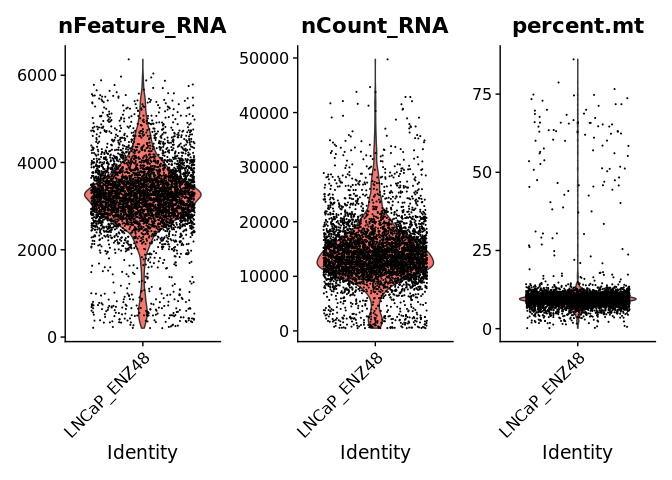 nFeature_RNA
6000
4000
2000
0
LNCaP_ENZ48
Identity
nCount_RNA
50000
40000
30000
20000
10000
0
LNCaP_ENZ48
Identity
percent.mt
75
50
25
0
LNCaP_ENZ48
Identity